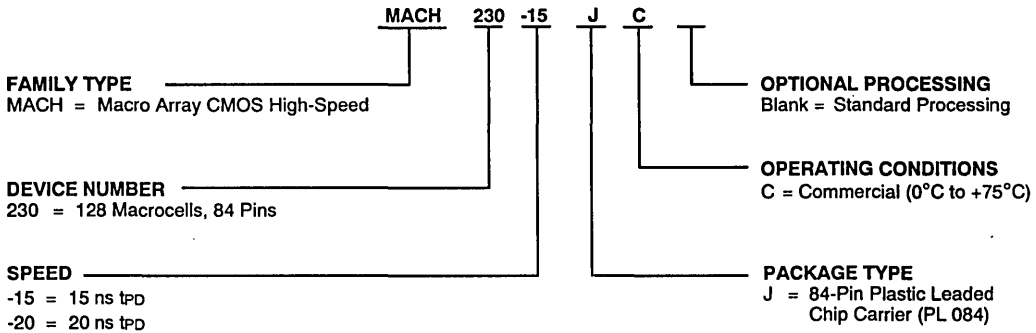 MACH 230 -15 J C
FAMILY TYPE
MACH = Macro Array CMOS High-Speed
DEVICE NUMBER
230 = 128 Macrocells, 84 Pins
SPEED
-15 = 15 ns tPD
-20 = 20 ns tPD
OPTIONAL PROCESSING
Blank = Standard Processing
OPERATING CONDITIONS
C = Commercial (0°C to +75°C)
PACKAGE TYPE
J = 84-Pin Plastic Leaded
Chip Carrier (PL 084)